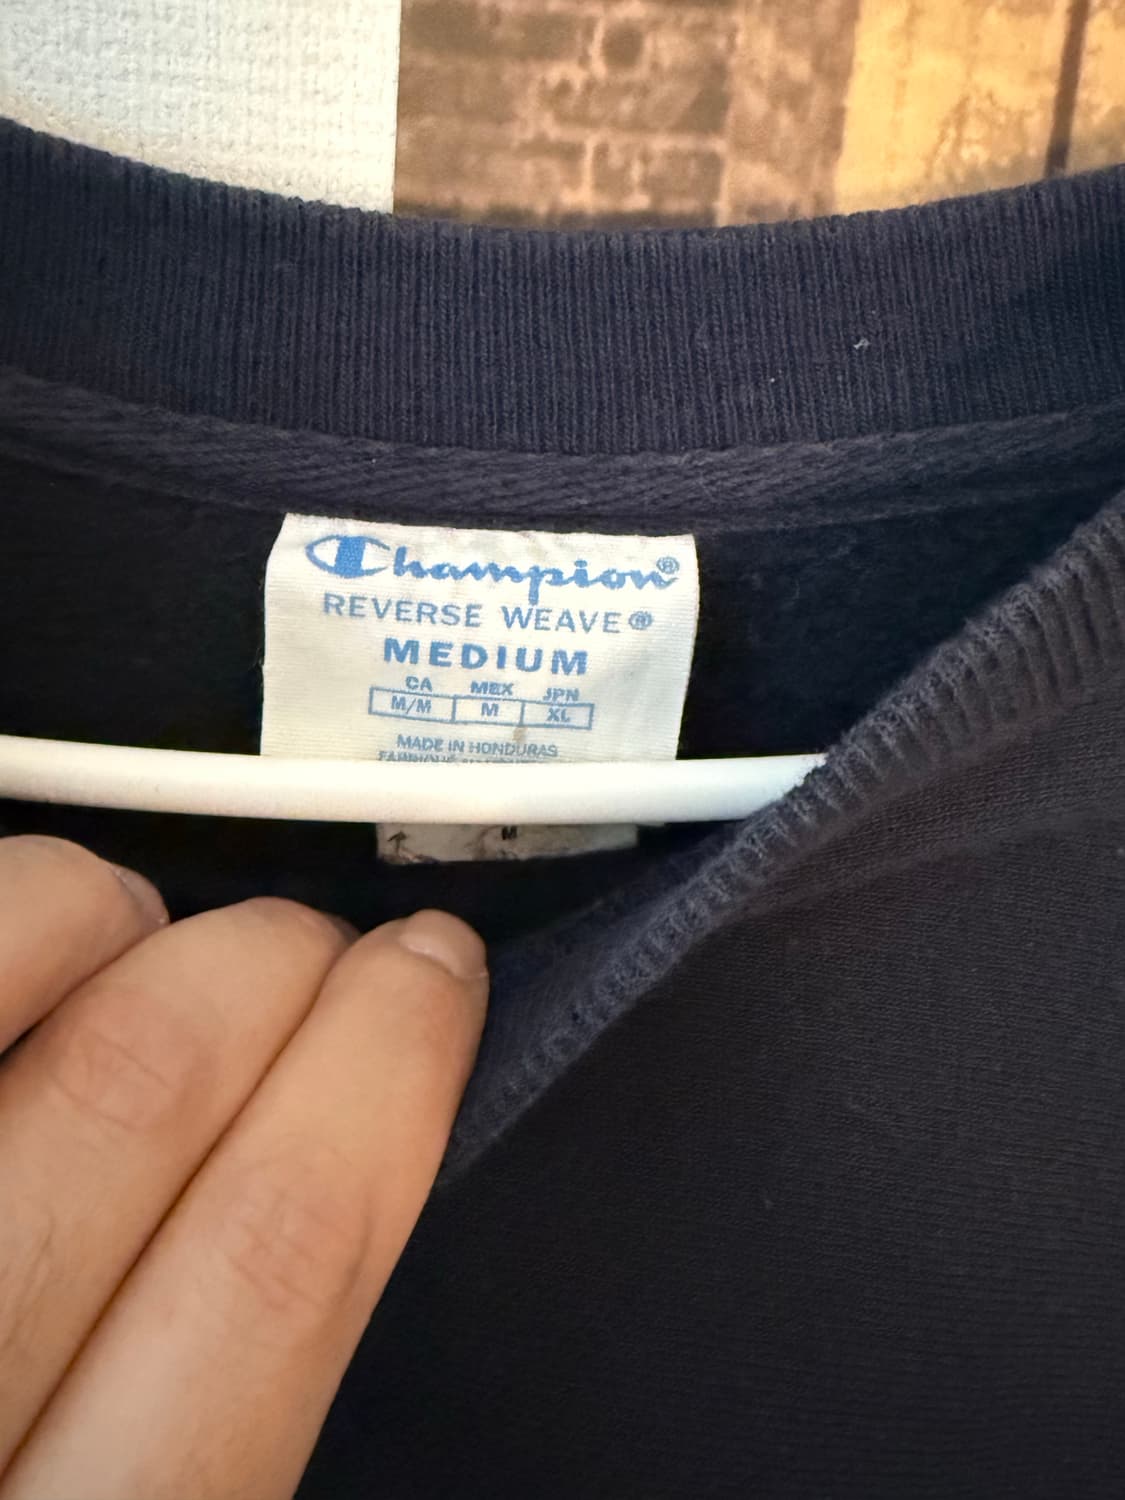 Champion®
REVERSE WEAVE®
MEDIUM
CA MEX JPN
M/M M XL
MADE IN HONDURAS
M